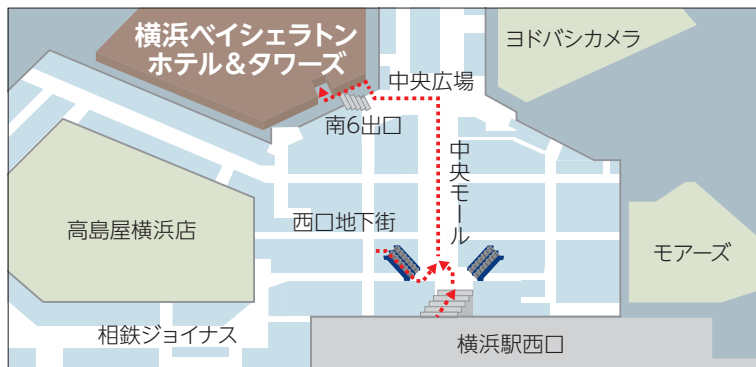 横浜ベイシェラトン
ホテル&タワーズ
ヨドバシカメラ
中央広場
南6出口
中央モール
高島屋横浜店
西口地下街
モアーズ
相鉄ジョイナス
横浜駅西口